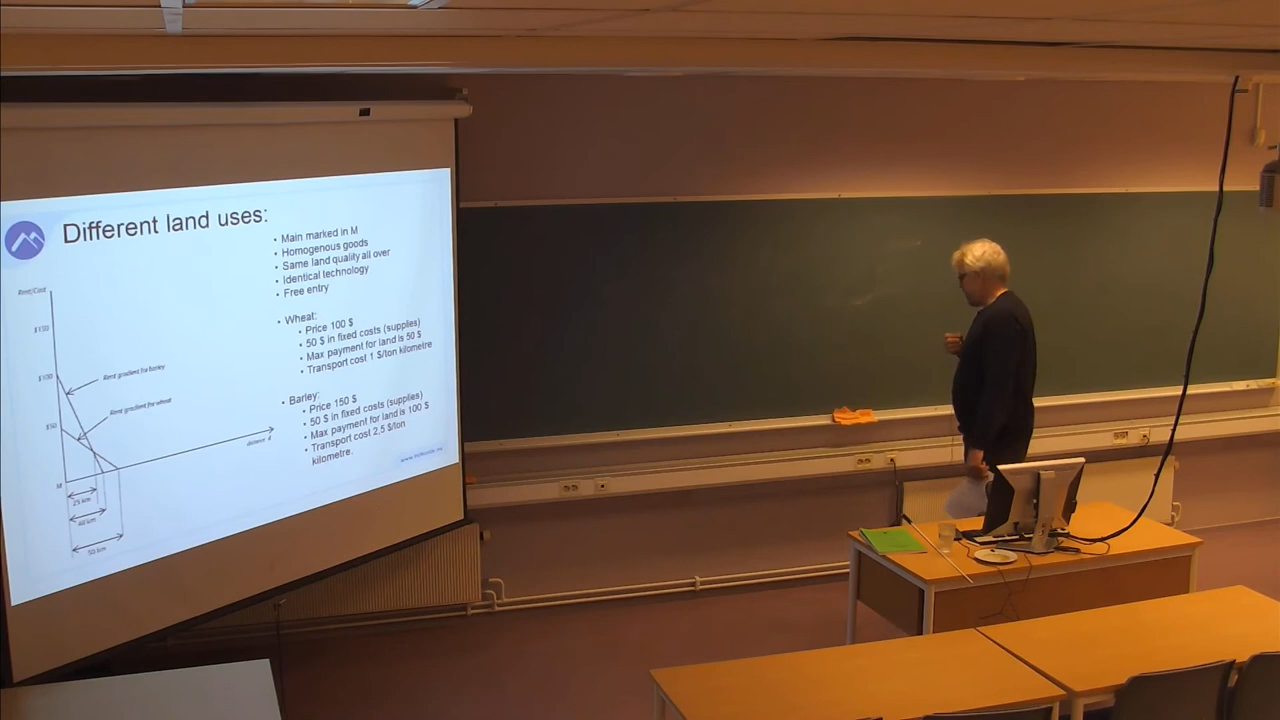 Different land uses:
• Main marked in M
• Homogenous goods
• Same land quality all over
• Identical technology
• Free entry
• Wheat:
• Price 100 $
• 50 $ in fixed costs (supplies)
• Max payment for land is 50 $
• Transport cost 1 $/ton kilometre
• Barley:
• Price 150 $
• 50 $ in fixed costs (supplies)
• Max payment for land is 100 $
• Transport cost 2,5 $/ton
kilometre.
Rent/Cost
$150
$100
Rent gradient for barley
Rent gradient for wheat
$50
distance, d
M
25 km
40 km
50 km